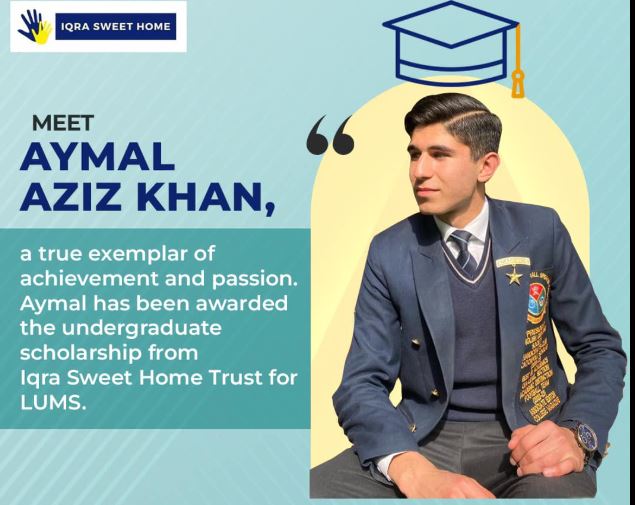 IQRA SWEET HOME
MEET
AYMAL
AZIZ KHAN,
“
a true exemplar of
achievement and passion.
Aymal has been awarded
the undergraduate
scholarship from
Iqra Sweet Home Trust for
LUMS.